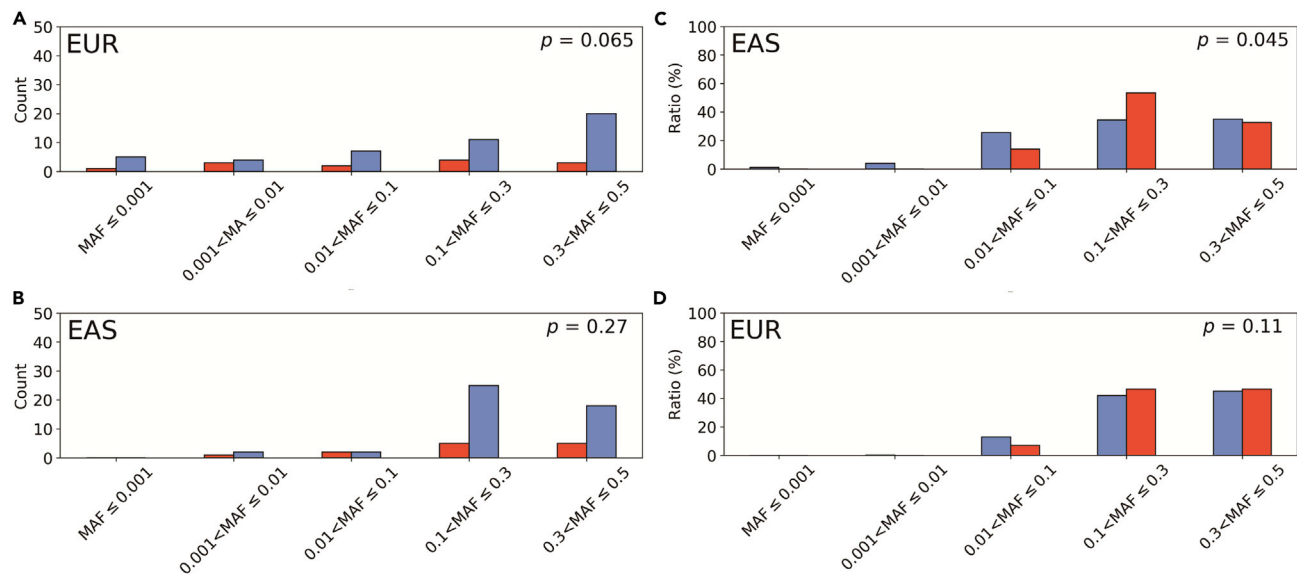 A
EUR
p = 0.065
Count
50
40
30
20
10
0
MAF ≤ 0.001
0.001<MA ≤ 0.01
0.01<MAF ≤ 0.1
0.1<MAF ≤ 0.3
0.3<MAF ≤ 0.5
B
EAS
p = 0.27
Count
50
40
30
20
10
0
MAF ≤ 0.001
0.001<MAF ≤ 0.01
0.01<MAF ≤ 0.1
0.1<MAF ≤ 0.3
0.3<MAF ≤ 0.5
C
EAS
p = 0.045
Ratio (%)
100
80
60
40
20
0
MAF ≤ 0.001
0.001<MAF ≤ 0.01
0.01<MAF ≤ 0.1
0.1<MAF ≤ 0.3
0.3<MAF ≤ 0.5
D
EUR
p = 0.11
Ratio (%)
100
80
60
40
20
0
MAF ≤ 0.001
0.001<MAF ≤ 0.01
0.01<MAF ≤ 0.1
0.1<MAF ≤ 0.3
0.3<MAF ≤ 0.5